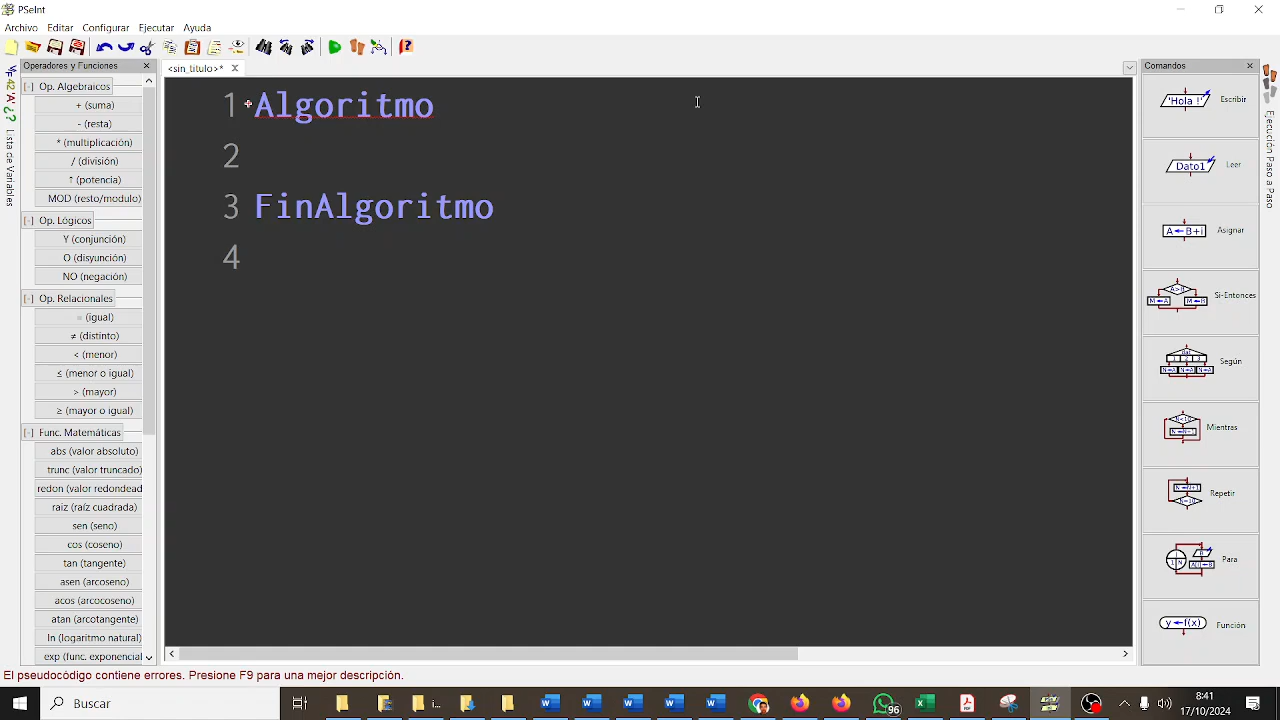 PSeInt
Archivo Editar Configurar Ejecutar Ayuda
Operadores y Funciones
<sin_titulo>*
Comandos
Lista de Variables
Ejecución Paso a Paso
Op. Algebraicos
+ (suma)
- (resta)
* (multiplicación)
/ (división)
↑ (potencia)
MOD (resto/modulo)
Op. Lógicos
Y (conjunción)
O (disyunción)
NO (negación)
Op. Relacionales
= (igual)
≠ (distinto)
< (menor)
≤ (menor o igual)
> (mayor)
≥ (mayor o igual)
Func. Matemáticas
abs (valor absoluto)
trunc (valor truncado)
redon (valor redondead
raiz (raíz cuadrada)
sen (seno)
cos (coseno)
tan (tangente)
asen (arcoseno)
acos (arcocoseno)
atan (arcotangente)
ln (logaritmo natural)
exp (func. exponencial
1 Algoritmo
2
3 FinAlgoritmo
4
'Hola !' Escribir
Dato1 Leer
A←B+i Asignar
Si-Entonces
Según
Mientras
Repetir
Para
y←f(x) Función
El pseudocódigo contiene errores. Presione F9 para una mejor descripción.
Buscar
96
8:41
17/10/2024